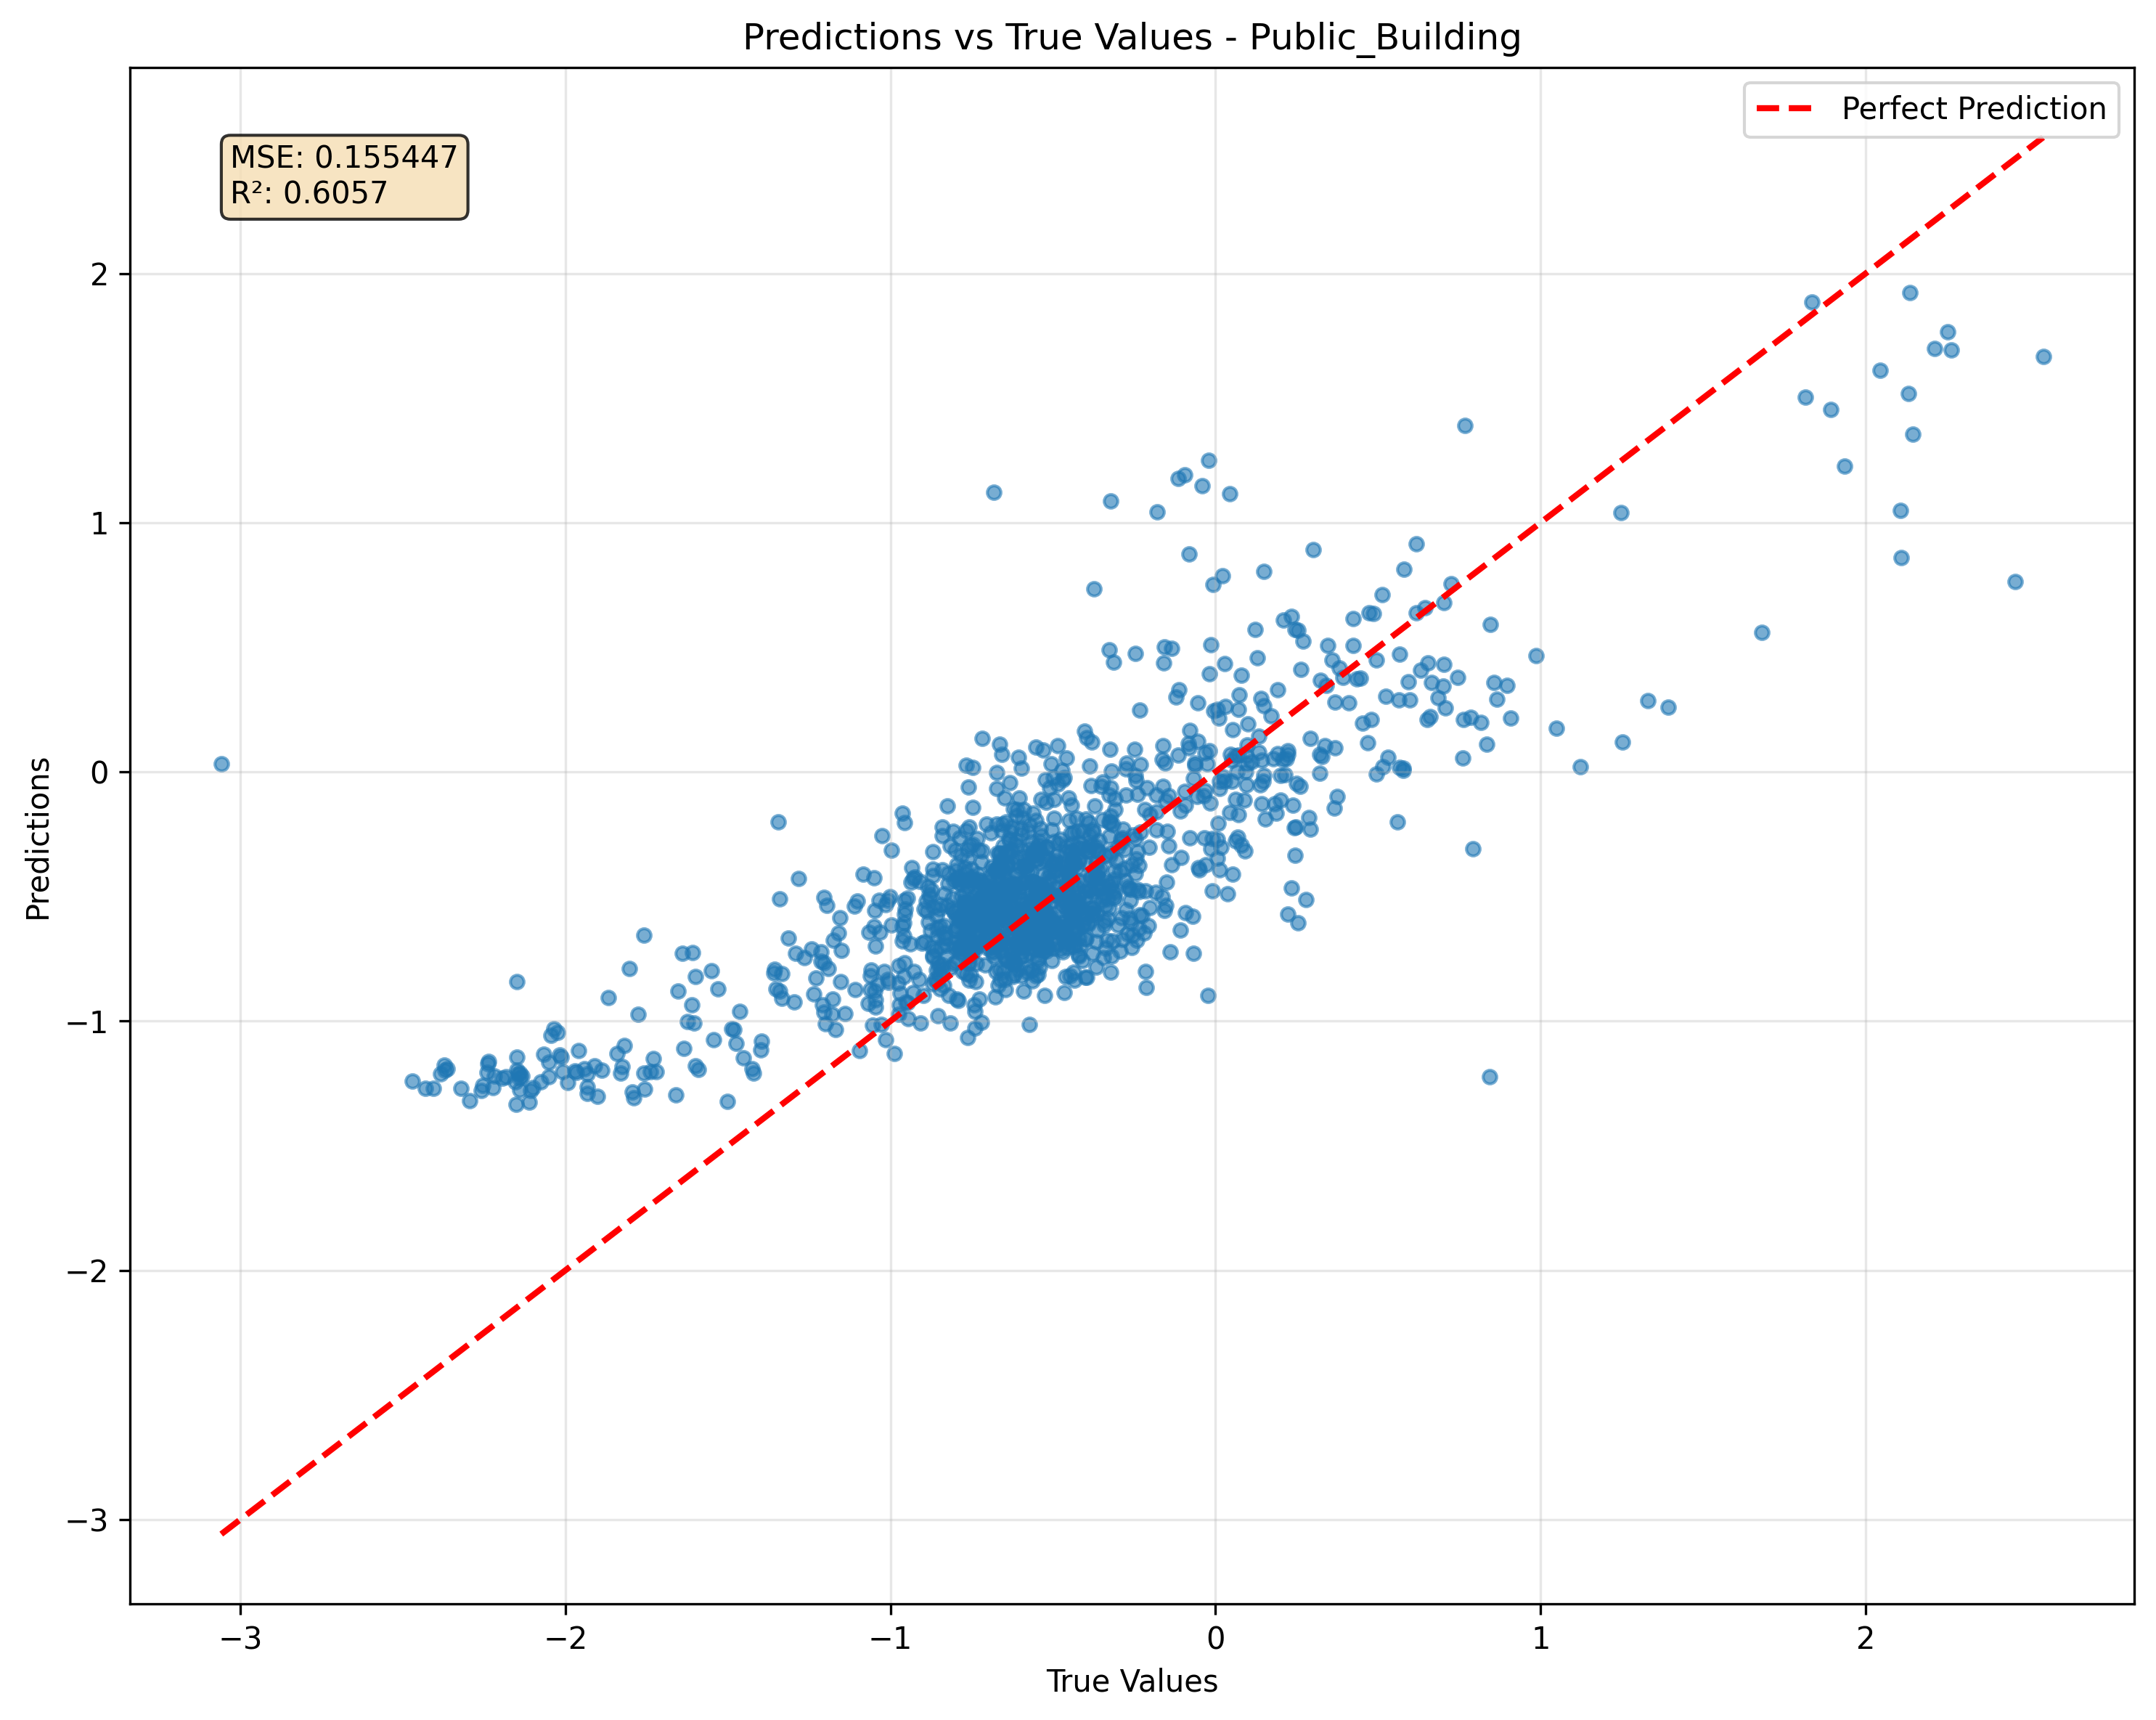 Predictions vs True Values - Public_Building
MSE: 0.155447
R²: 0.6057
Perfect Prediction
2
1
0
−1
−2
−3
Predictions
−3
−2
−1
0
1
2
True Values